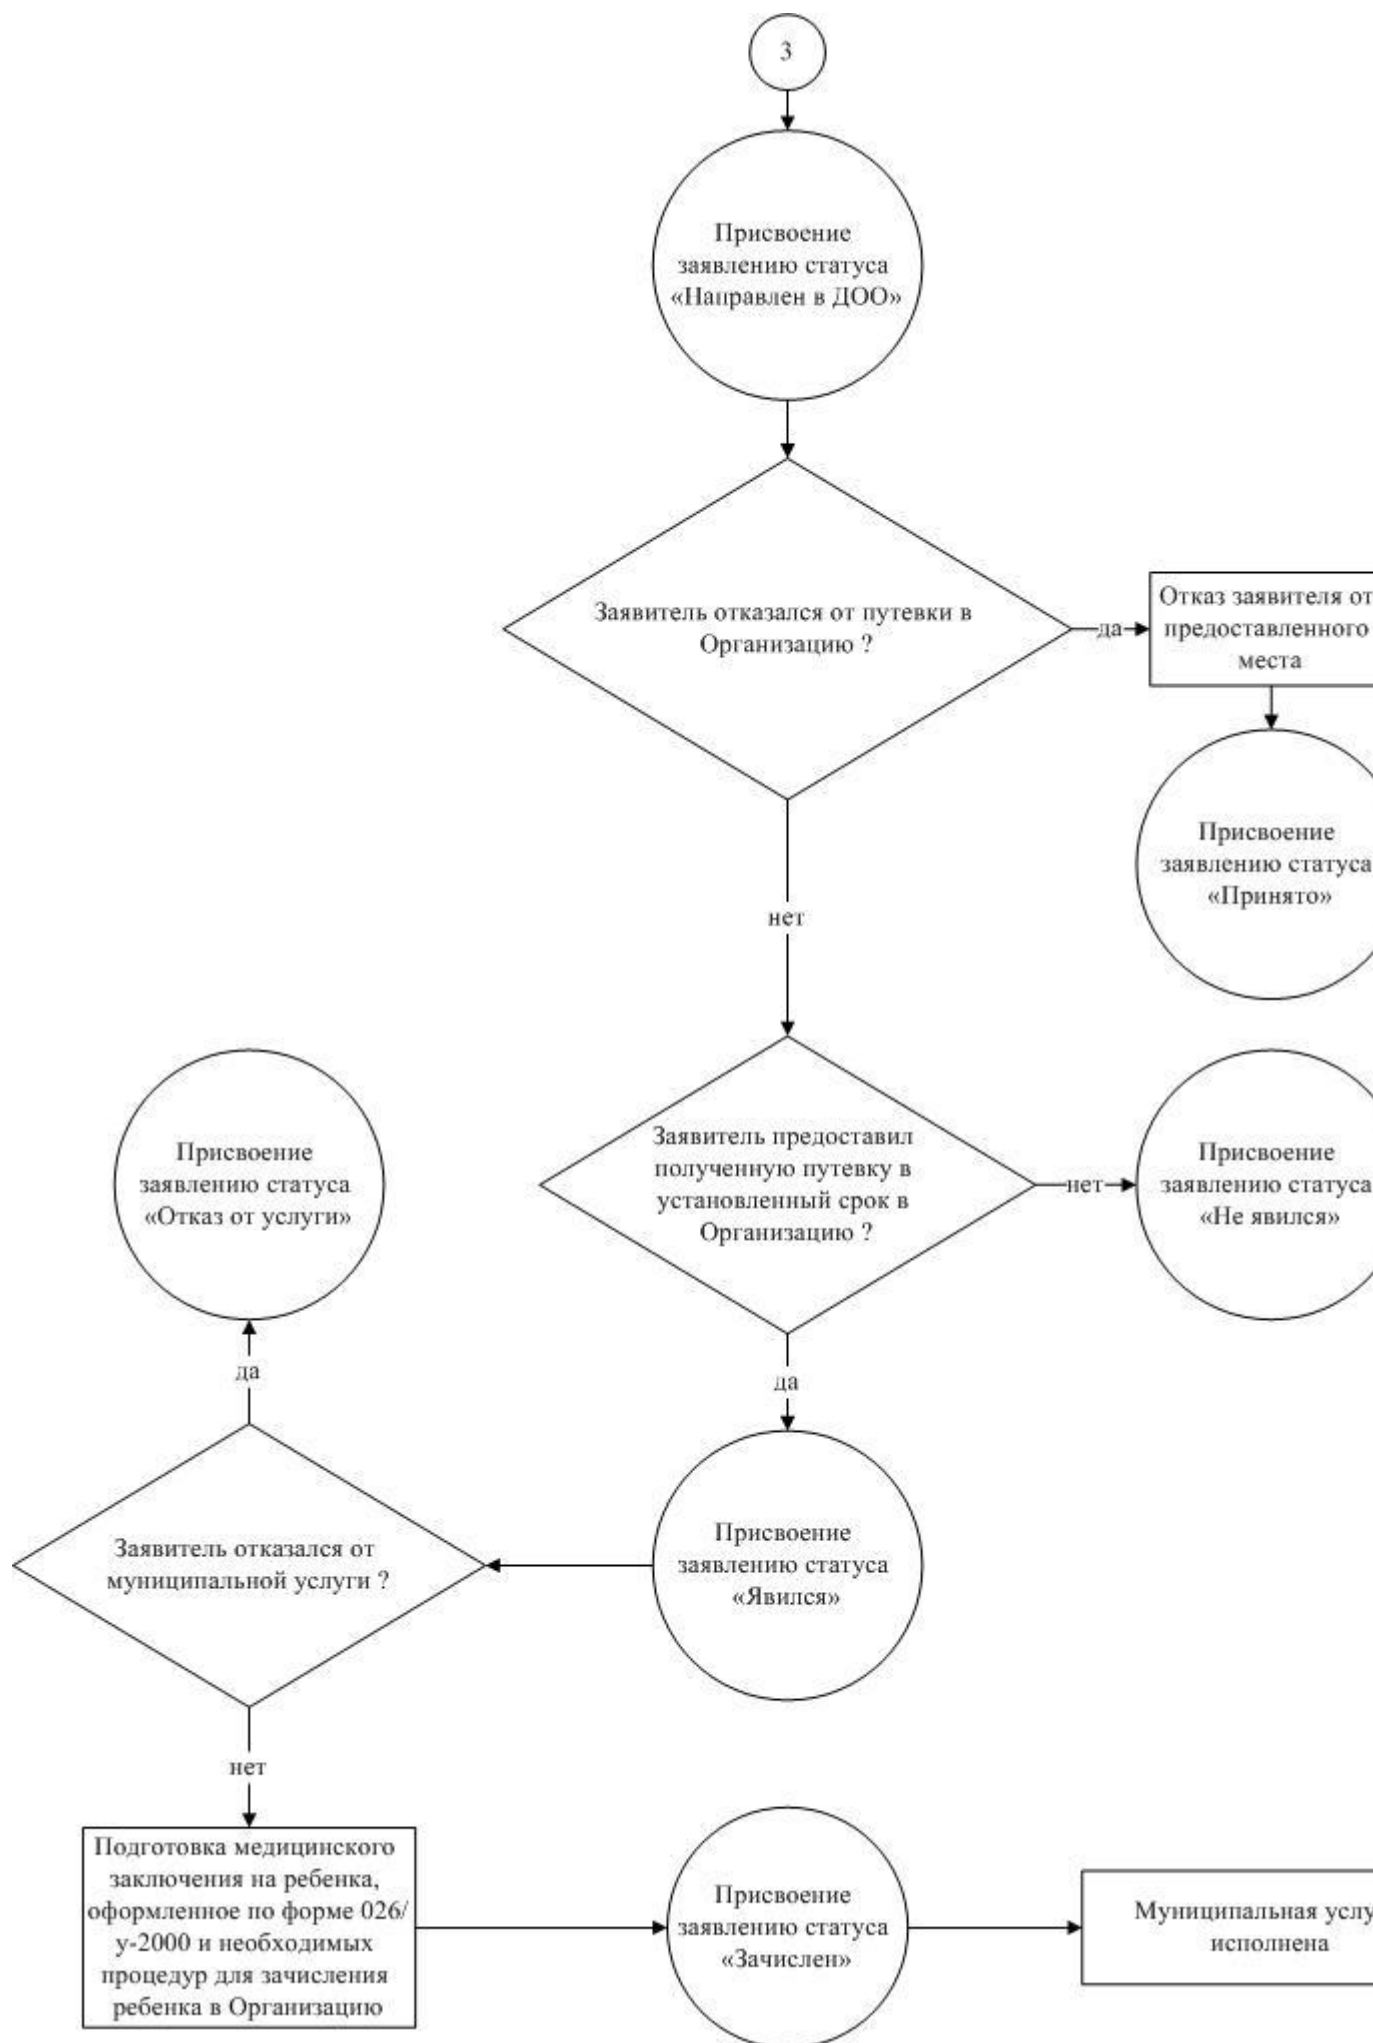 3
Присвоение
заявлению статуса
«Направлен в ДОО»
Заявитель отказался от путевки в
Организацию ?
да
Отказ заявителя от
предоставленного
места
Присвоение
заявлению статуса
«Принято»
нет
Заявитель предоставил
полученную путевку в
установленный срок в
Организацию ?
нет
Присвоение
заявлению статуса
«Не явился»
Присвоение
заявлению статуса
«Отказ от услуги»
да
да
Присвоение
заявлению статуса
«Явился»
Заявитель отказался от
муниципальной услуги ?
нет
Подготовка медицинского
заключения на ребенка,
оформленное по форме 026/
у-2000 и необходимых
процедур для зачисления
ребенка в Организацию
Присвоение
заявлению статуса
«Зачислен»
Муниципальная услу
исполнена